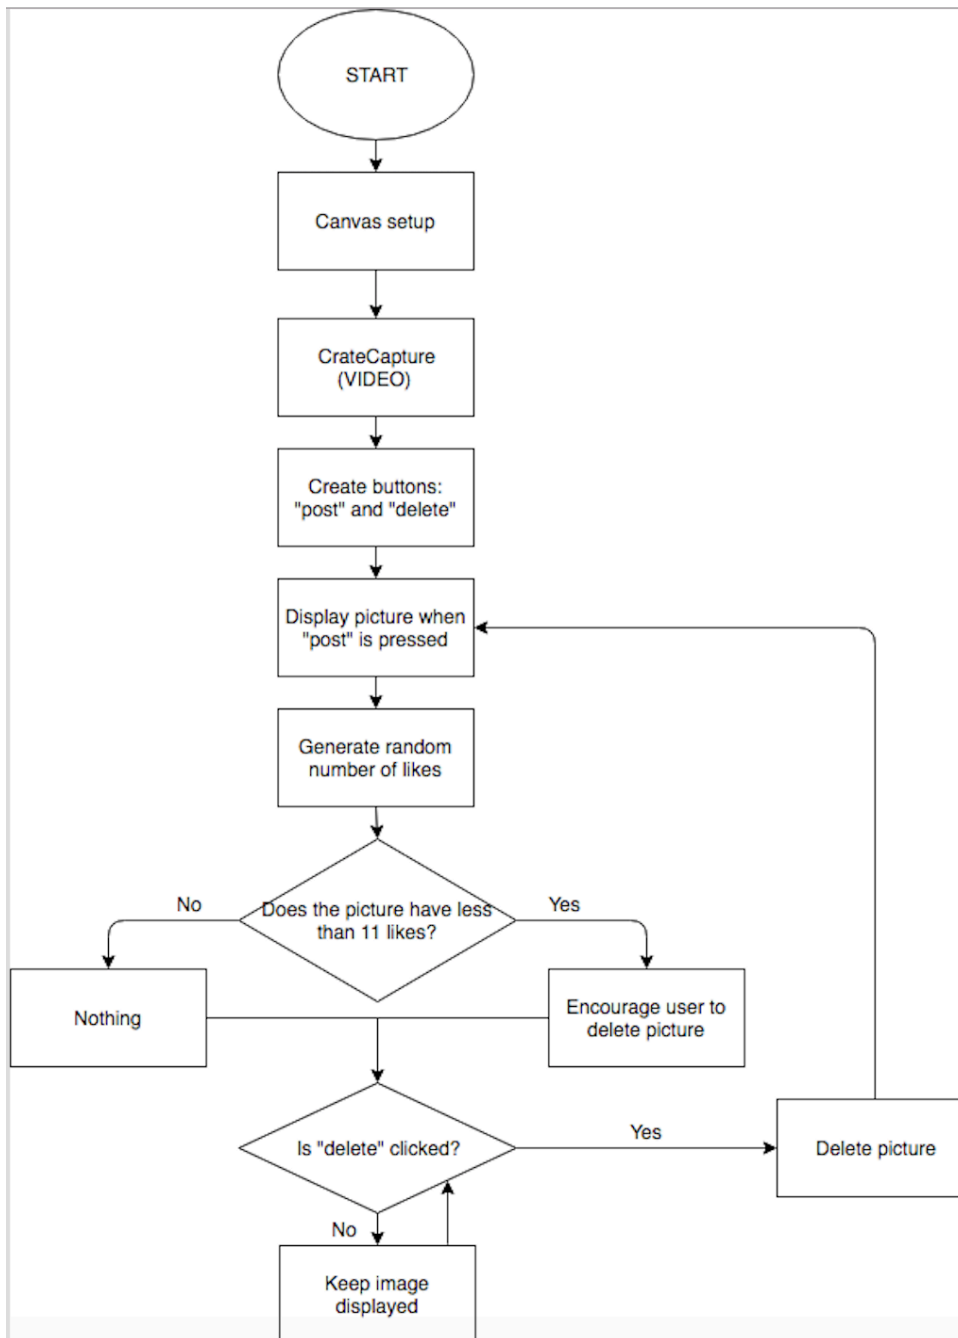 START
Canvas setup
CrateCapture
(VIDEO)
Create buttons:
"post" and "delete"
Display picture when
"post" is pressed
Generate random
number of likes
No
Does the picture have less
than 11 likes?
Yes
Nothing
Encourage user to
delete picture
Is "delete" clicked?
Yes
Delete picture
No
Keep image
displayed